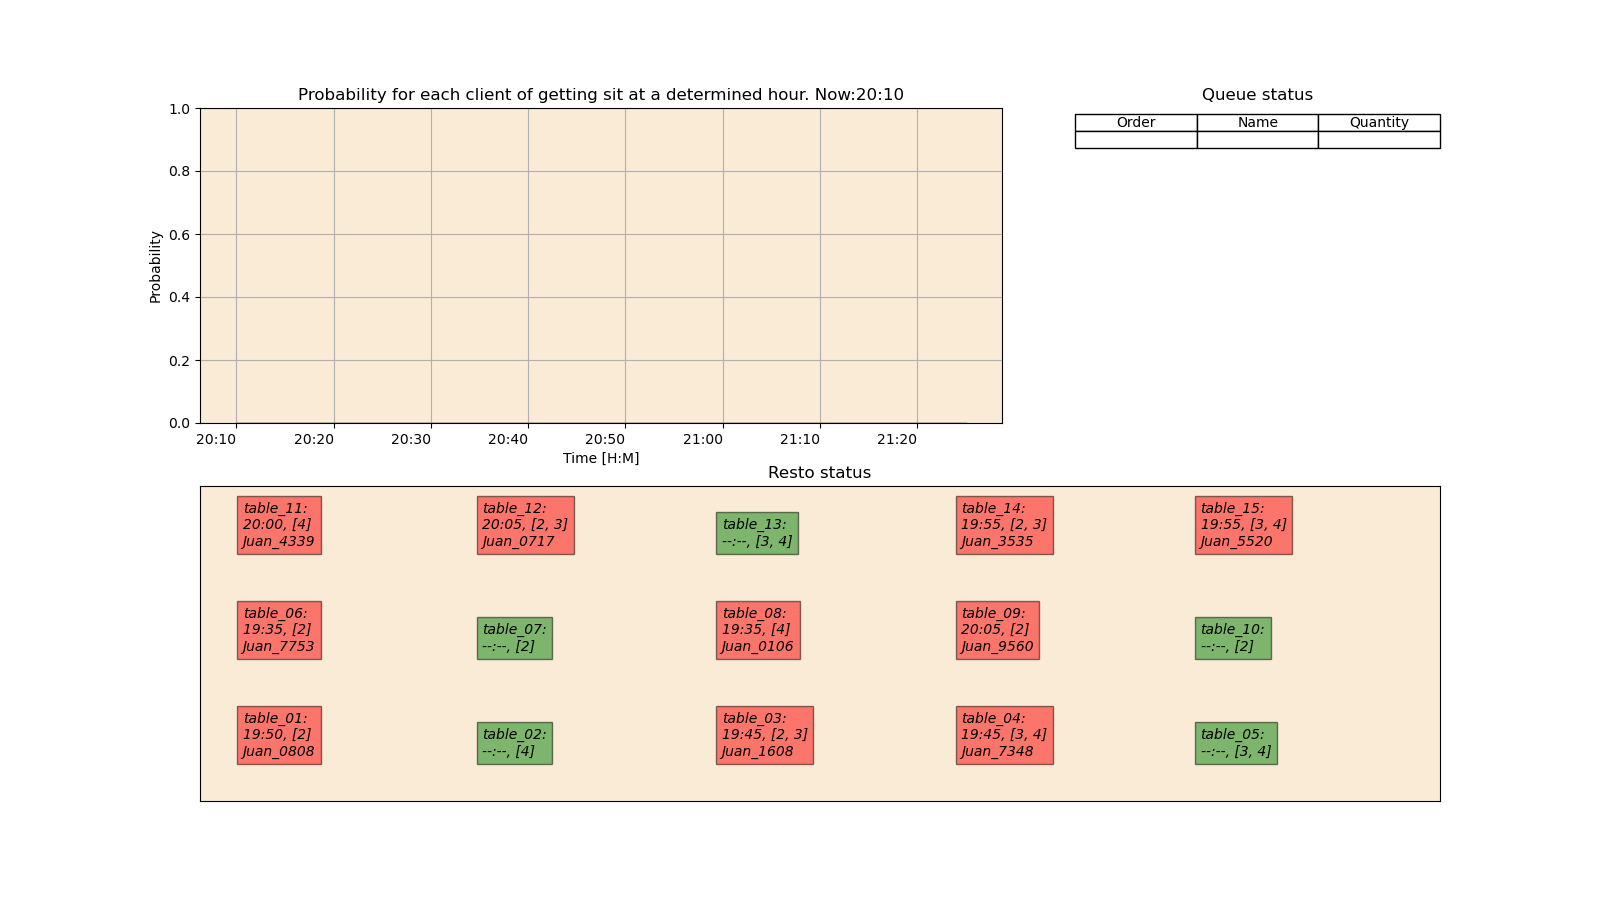 Probability for each client of getting sit at a determined hour. Now:20:10
1.0
0.8
0.6
0.4
0.2
0.0
Probability
20:10 20:20 20:30 20:40 20:50 21:00 21:10 21:20
Time [H:M]
Queue status
Order Name Quantity
Resto status
table_11:
20:00, [4]
Juan_4339
table_12:
20:05, [2, 3]
Juan_0717
table_13:
--:--, [3, 4]
table_14:
19:55, [2, 3]
Juan_3535
table_15:
19:55, [3, 4]
Juan_5520
table_06:
19:35, [2]
Juan_7753
table_07:
--:--, [2]
table_08:
19:35, [4]
Juan_0106
table_09:
20:05, [2]
Juan_9560
table_10:
--:--, [2]
table_01:
19:50, [2]
Juan_0808
table_02:
--:--, [4]
table_03:
19:45, [2, 3]
Juan_1608
table_04:
19:45, [3, 4]
Juan_7348
table_05:
--:--, [3, 4]